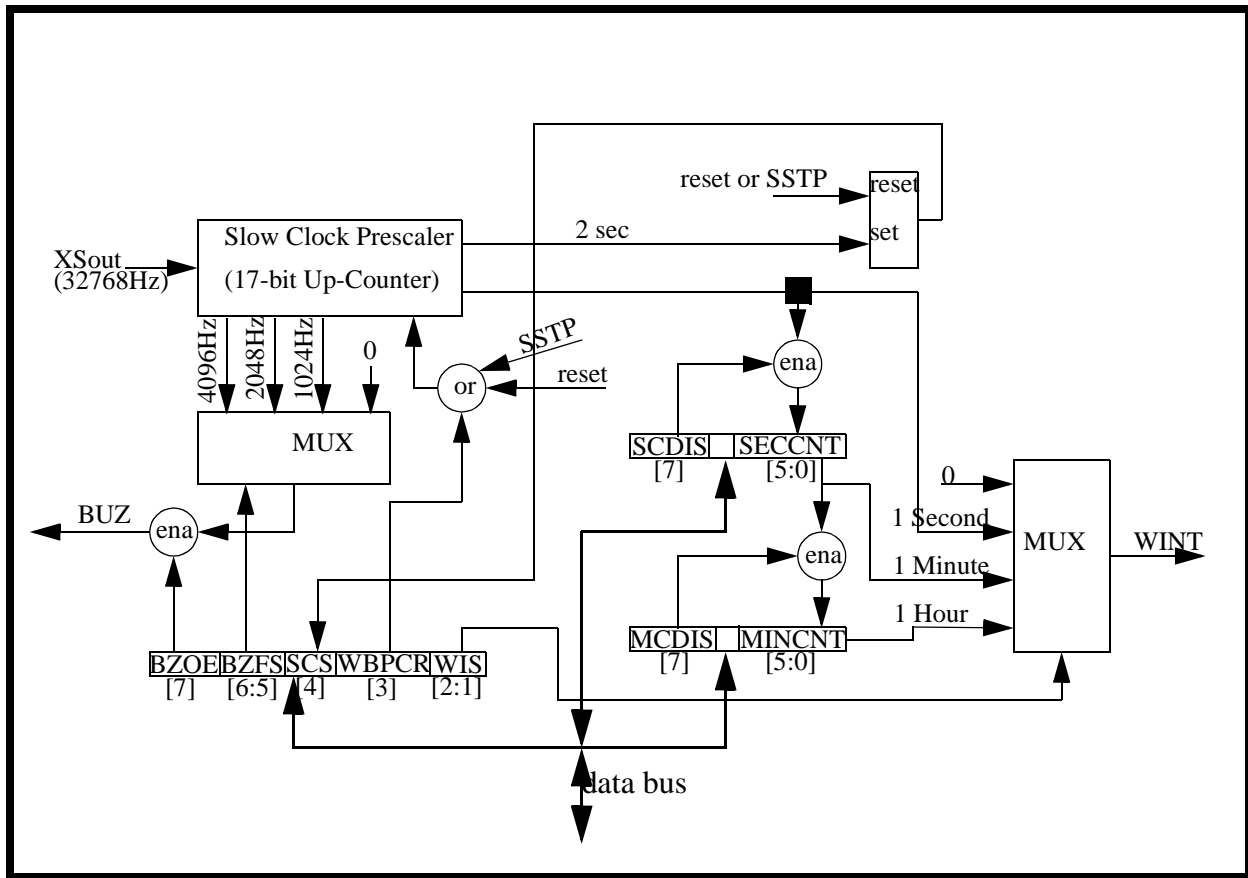 reset or SSTP
reset
set
Slow Clock Prescaler
(17-bit Up-Counter)
2 sec
XSout
(32768Hz)
4096Hz
2048Hz
1024Hz
0
SSTP
or
reset
ena
MUX
SCDIS
SECCNT
[7]
[5:0]
0
BUZ
ena
1 Second
MUX
WINT
ena
1 Minute
1 Hour
MCDIS
MINCNT
[7]
[5:0]
BZOE
BZFS
SCS
WBPCR
WIS
[7]
[6:5]
[4]
[3]
[2:1]
data bus